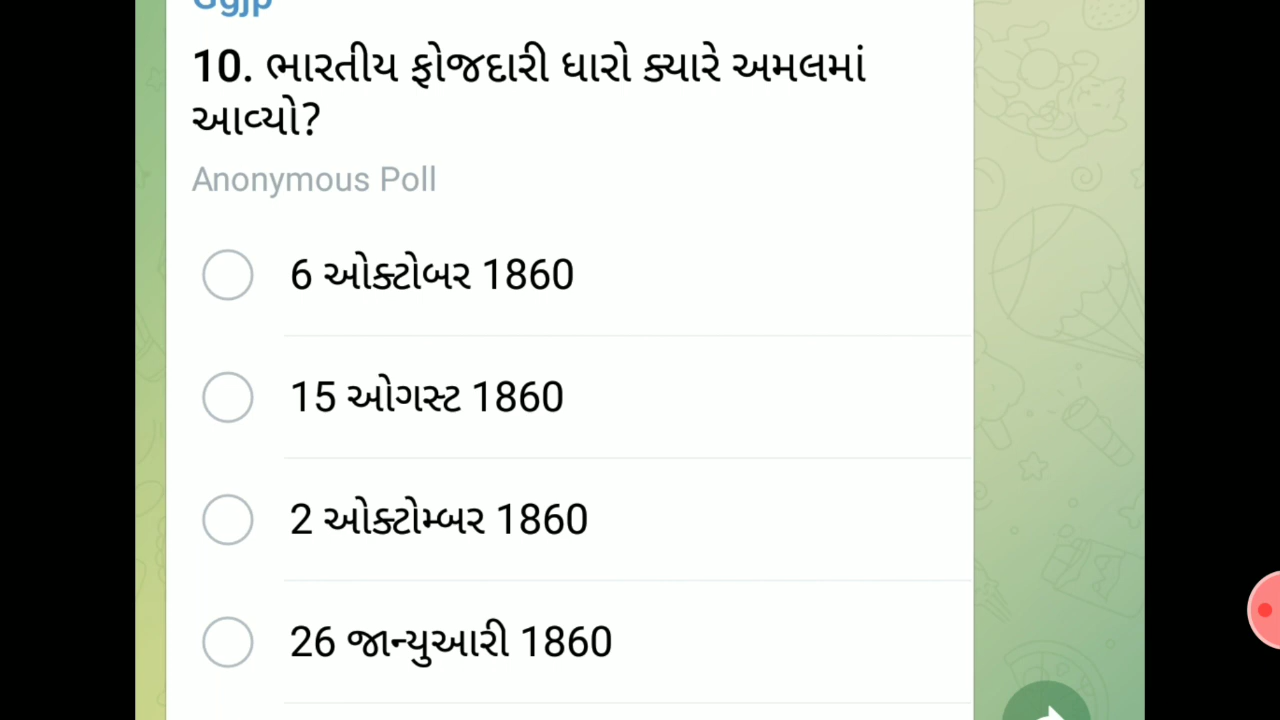 Ggjp
10. ભારતીય ફોજદારી ધારો ક્યારે અમલમાં
આવ્યો?
Anonymous Poll
6 ઓક્ટોબર 1860
15 ઓગસ્ટ 1860
2 ઓક્ટોમ્બર 1860
26 જાન્યુઆરી 1860